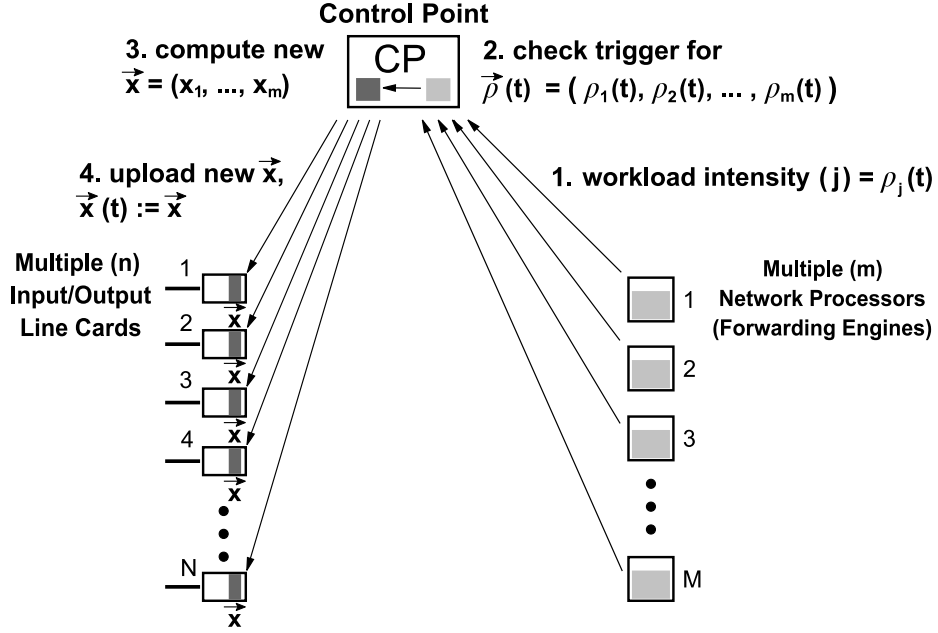 Control Point
3. compute new
x⃗ = (x₁, ..., xₘ)
CP
2. check trigger for
ρ⃗ (t) = ( ρ₁(t), ρ₂(t), ... , ρₘ(t) )
4. upload new x⃗,
x⃗ (t) := x⃗
1. workload intensity ( j ) = ρⱼ(t)
Multiple (n)
Input/Output
Line Cards
1
x⃗
2
x⃗
3
x⃗
4
x⃗
N
x⃗
Multiple (m)
Network Processors
(Forwarding Engines)
1
2
3
M